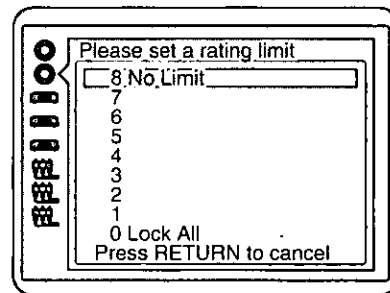 Please set a rating limit
8 No Limit
7
6
5
4
3
2
1
0 Lock All
Press RETURN to cancel